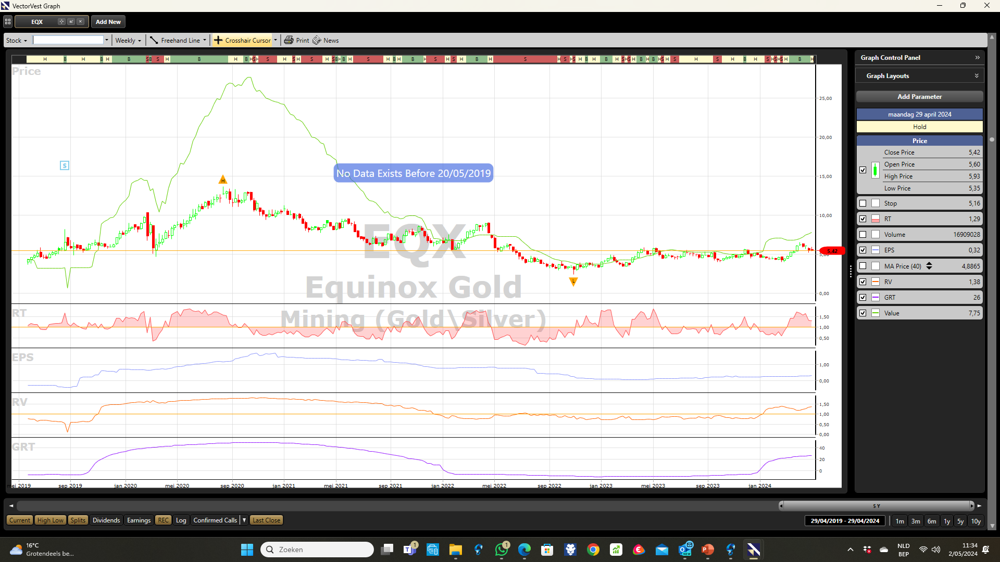 VectorVest Graph
EQX Add New
Stock Weekly Freehand Line Crosshair Cursor Print News
H B H B H B S B S H B H B H S H S H S H S H S B H B H S H B H B H S H S H B H S H S H S H B H B H S H S H B H B H S H S H S H B H S H S H S H B H
Price
25,00
20,00
15,00
10,00
5,00
0,00
S
H
L
No Data Exists Before 20/05/2019
5,42
EQX
Equinox Gold
Mining (Gold\Silver)
RT
1,50
1,00
0,50
EPS
1,00
0,00
RV
1,50
1,00
0,50
0,00
GRT
40
20
0
mei 2019 sep 2019 jan 2020 mei 2020 sep 2020 jan 2021 mei 2021 sep 2021 jan 2022 mei 2022 sep 2022 jan 2023 mei 2023 sep 2023 jan 2024
Graph Control Panel
Graph Layouts
Add Parameter
maandag 29 april 2024
Hold
Price
Close Price 5,42
Open Price 5,60
High Price 5,93
Low Price 5,35
Stop 5,16
RT 1,29
Volume 16909028
EPS 0,32
MA Price (40) 4,8865
RV 1,38
GRT 26
Value 7,75
5 Y
Current High Low Splits Dividends Earnings REC Log Confirmed Calls Last Close 29/04/2019 - 29/04/2024 1m 3m 6m 1y 5y 10y
16°C
Grotendeels be...
Zoeken
1
1
NEW
NLD
BEP
11:34
2/05/2024